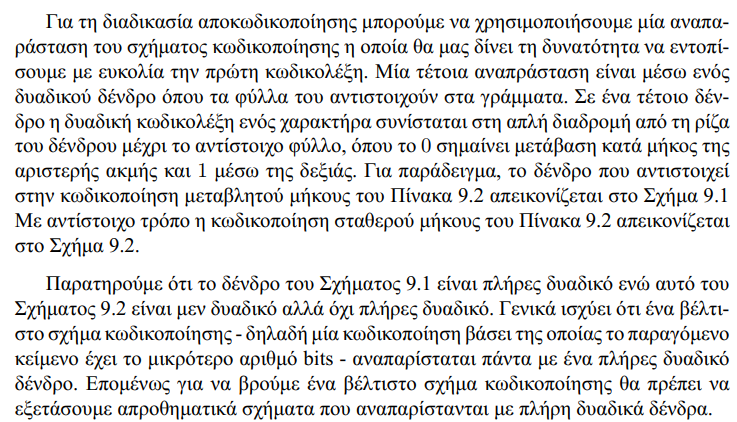 Για τη διαδικασία αποκωδικοποίησης μπορούμε να χρησιμοποιήσουμε μία αναπα-
ράσταση του σχήματος κωδικοποίησης η οποία θα μας δίνει τη δυνατότητα να εντοπί-
σουμε με ευκολία την πρώτη κωδικολέξη. Μία τέτοια αναπράσταση είναι μέσω ενός
δυαδικού δένδρο όπου τα φύλλα του αντιστοιχούν στα γράμματα. Σε ένα τέτοιο δέν-
δρο η δυαδική κωδικολέξη ενός χαρακτήρα συνίσταται στη απλή διαδρομή από τη ρίζα
του δένδρου μέχρι το αντίστοιχο φύλλο, όπου το 0 σημαίνει μετάβαση κατά μήκος της
αριστερής ακμής και 1 μέσω της δεξιάς. Για παράδειγμα, το δένδρο που αντιστοιχεί
στην κωδικοποίηση μεταβλητού μήκους του Πίνακα 9.2 απεικονίζεται στο Σχήμα 9.1
Με αντίστοιχο τρόπο η κωδικοποίηση σταθερού μήκους του Πίνακα 9.2 απεικονίζεται
στο Σχήμα 9.2.
Παρατηρούμε ότι το δένδρο του Σχήματος 9.1 είναι πλήρες δυαδικό ενώ αυτό του
Σχήματος 9.2 είναι μεν δυαδικό αλλά όχι πλήρες δυαδικό. Γενικά ισχύει ότι ένα βέλτι-
στο σχήμα κωδικοποίησης - δηλαδή μία κωδικοποίηση βάσει της οποίας το παραγόμενο
κείμενο έχει το μικρότερο αριθμό bits - αναπαρίσταται πάντα με ένα πλήρες δυαδικό
δένδρο. Επομένως για να βρούμε ένα βέλτιστο σχήμα κωδικοποίησης θα πρέπει να
εξετάσουμε απροθηματικά σχήματα που αναπαρίστανται με πλήρη δυαδικά δένδρα.